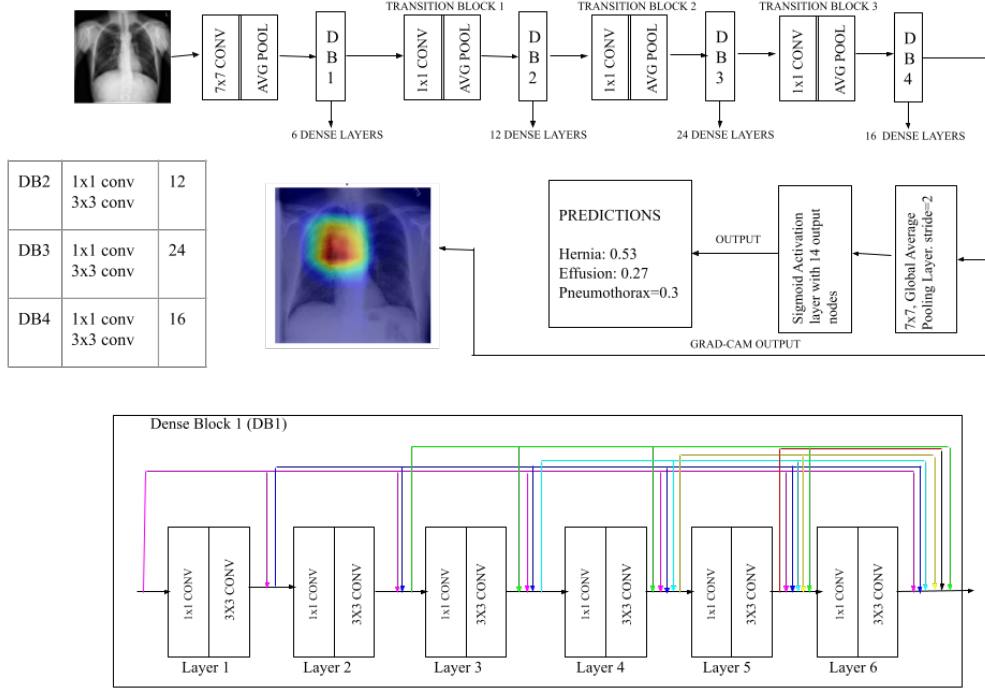 TRANSITION BLOCK 1
TRANSITION BLOCK 2
TRANSITION BLOCK 3
7x7 CONV
AVG POOL
D
B
1
1x1 CONV
AVG POOL
D
B
2
1x1 CONV
AVG POOL
D
B
3
1x1 CONV
AVG POOL
D
B
4
6 DENSE LAYERS
12 DENSE LAYERS
24 DENSE LAYERS
16 DENSE LAYERS
DB2
1x1 conv
3x3 conv
12
DB3
1x1 conv
3x3 conv
24
DB4
1x1 conv
3x3 conv
16
PREDICTIONS
Hernia: 0.53
Effusion: 0.27
Pneumothorax=0.3
OUTPUT
Sigmoid Activation
layer with 14 output
nodes
7x7, Global Average
Pooling Layer. stride=2
GRAD-CAM OUTPUT
Dense Block 1 (DB1)
1x1 CONV
3X3 CONV
1x1 CONV
3X3 CONV
1x1 CONV
3X3 CONV
1x1 CONV
3X3 CONV
1x1 CONV
3X3 CONV
1x1 CONV
3X3 CONV
Layer 1
Layer 2
Layer 3
Layer 4
Layer 5
Layer 6